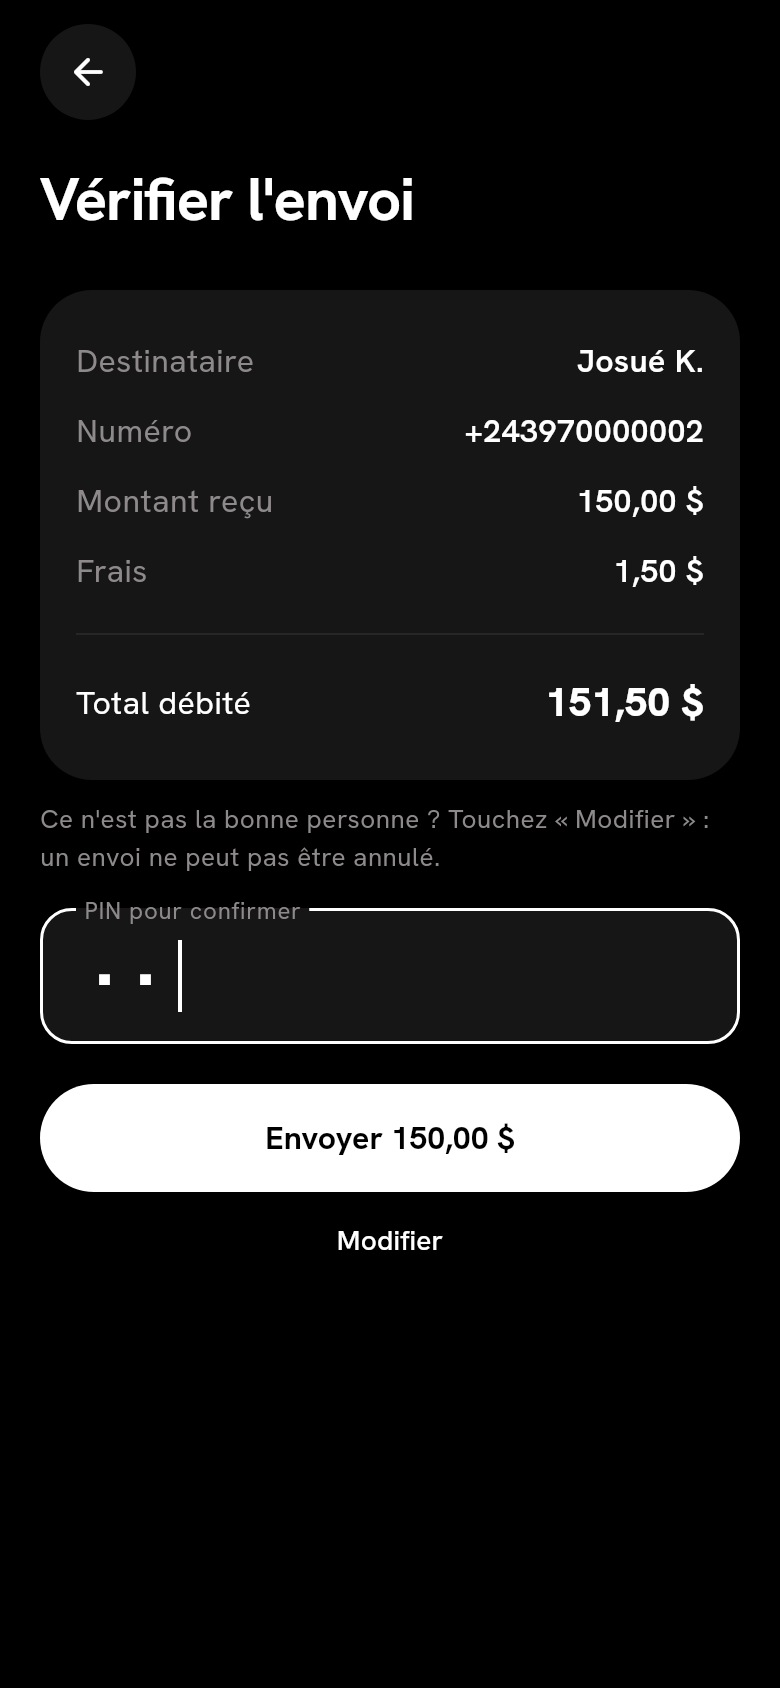 Vérifier l'envoi
Destinataire Josué K.
Numéro +243970000002
Montant reçu 150,00 $
Frais 1,50 $
Total débité 151,50 $
Ce n'est pas la bonne personne ? Touchez « Modifier » :
un envoi ne peut pas être annulé.
PIN pour confirmer
Envoyer 150,00 $
Modifier